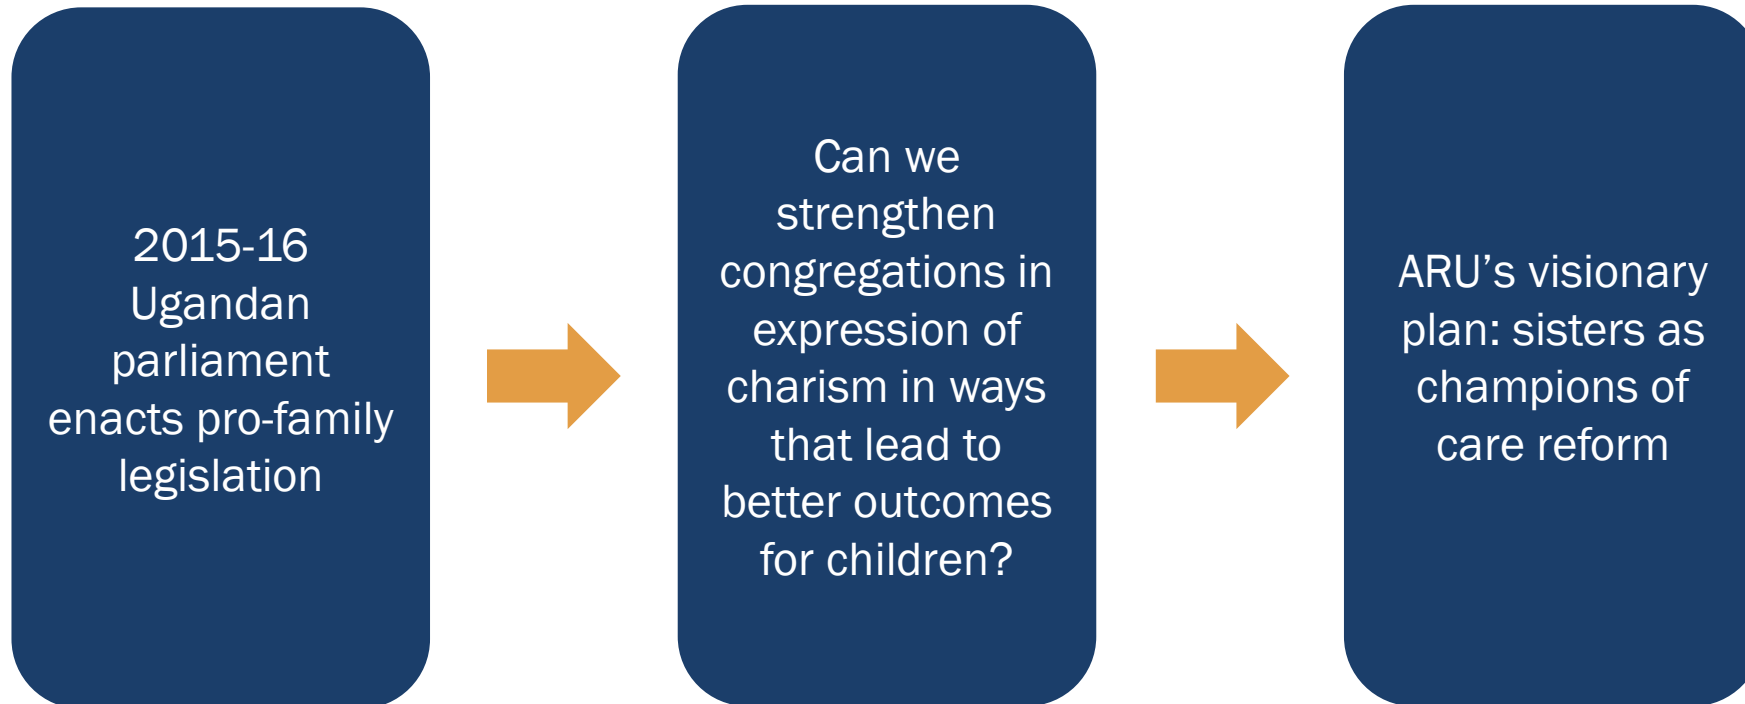 2015-16
Ugandan
parliament
enacts pro-family
legislation
Can we
strengthen
congregations in
expression of
charism in ways
that lead to
better outcomes
for children?
ARU’s visionary
plan: sisters as
champions of
care reform